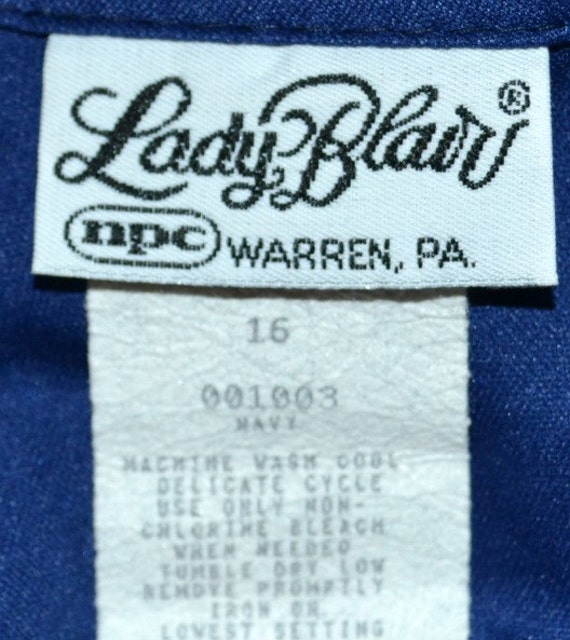 Lady Blair®
npc WARREN, PA.
16
001003
NAVY
MACHINE WASH COOL
DELICATE CYCLE
USE ONLY NON-
CHLORINE BLEACH
WHEN NEEDED
TUMBLE DRY LOW
REMOVE PROMPTLY
IRON ON
LOWEST SETTING